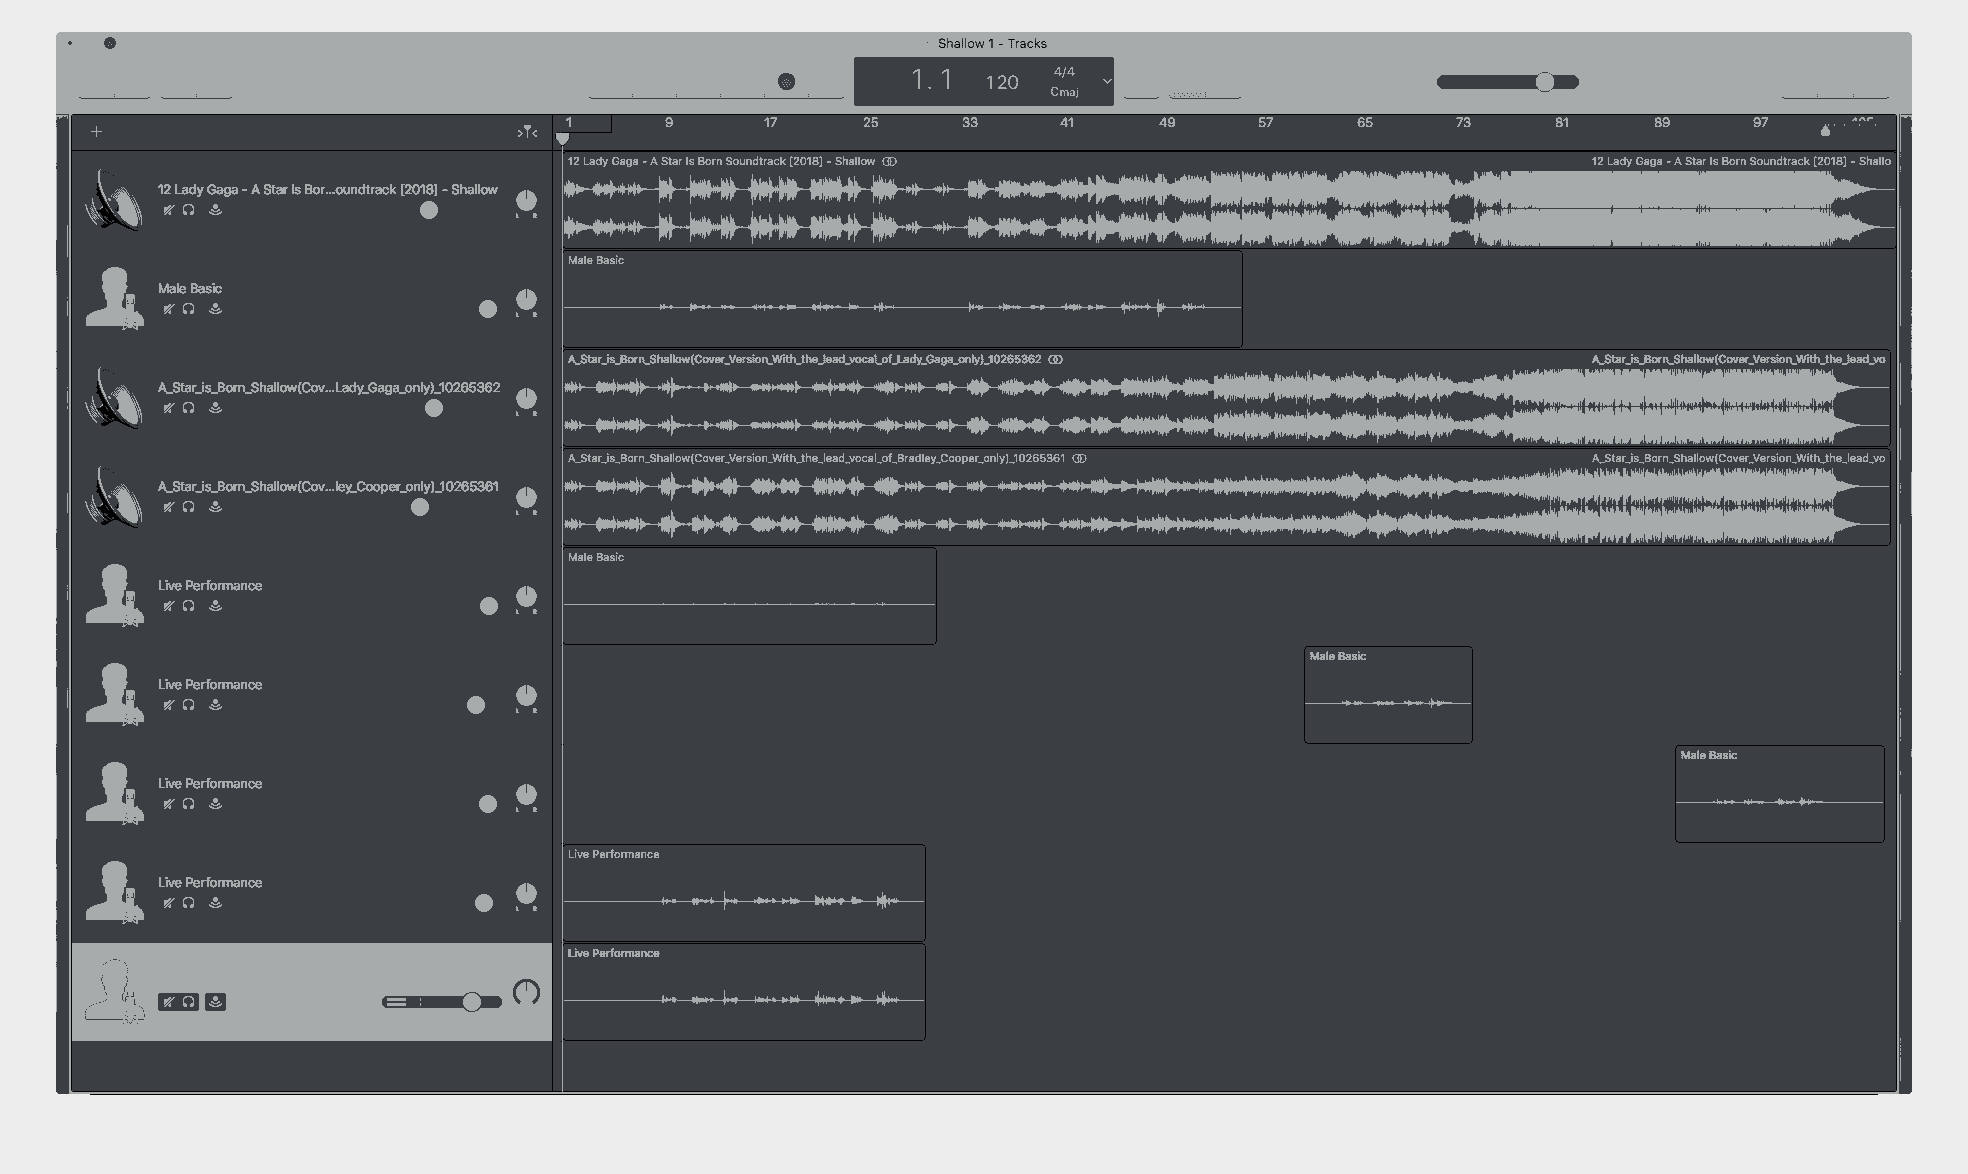 Shallow 1 - Tracks
1.1 120 4/4
Cmaj
1 9 17 25 33 41 49 57 65 73 81 89 97 105
12 Lady Gaga - A Star Is Born Soundtrack [2018] - Shallow
12 Lady Gaga - A Star Is Born Soundtrack [2018] - Shallo
12 Lady Gaga - A Star Is Bor...oundtrack [2018] - Shallow
L R
Male Basic
Male Basic
L R
A_Star_is_Born_Shallow(Cover_Version_With_the_lead_vocal_of_Lady_Gaga_only)_10265362
A_Star_is_Born_Shallow(Cover_Version_With_the_lead_vo
A_Star_is_Born_Shallow(Cov...Lady_Gaga_only)_10265362
L R
A_Star_is_Born_Shallow(Cover_Version_With_the_lead_vocal_of_Bradley_Cooper_only)_10265361
A_Star_is_Born_Shallow(Cover_Version_With_the_lead_vo
A_Star_is_Born_Shallow(Cov...ley_Cooper_only)_10265361
L R
Male Basic
Live Performance
L R
Male Basic
Live Performance
L R
Male Basic
Live Performance
L R
Live Performance
Live Performance
L R
Live Performance